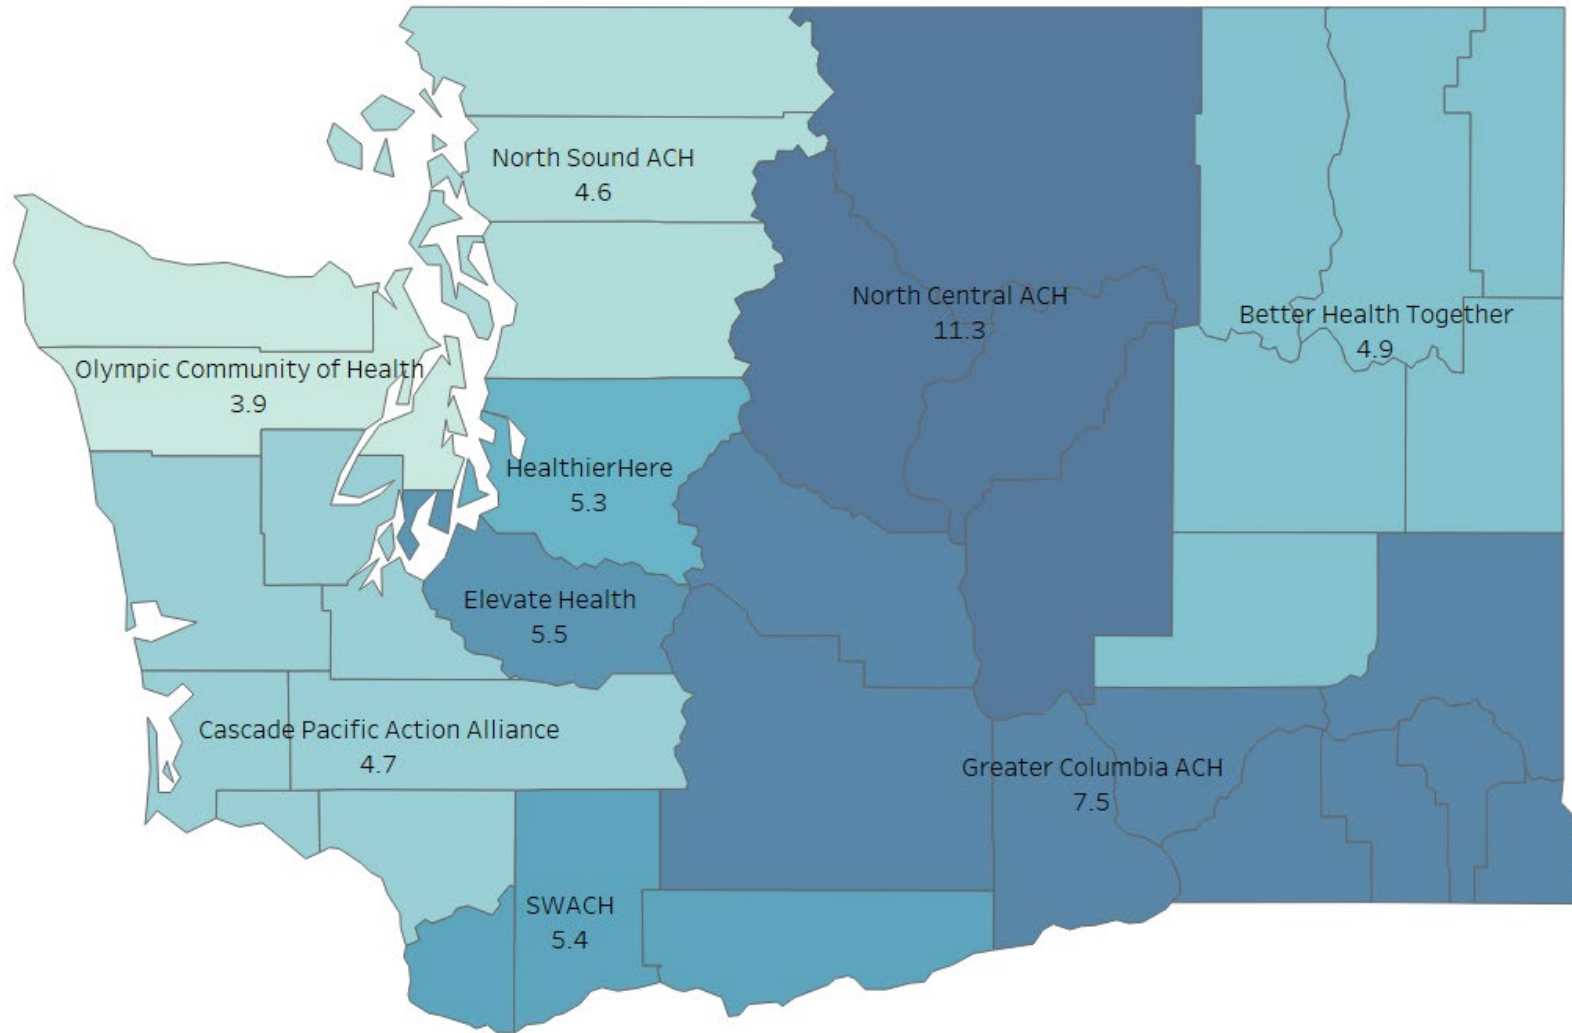 North Sound ACH
4.6
North Central ACH
11.3
Better Health Together
4.9
Olympic Community of Health
3.9
HealthierHere
5.3
Elevate Health
5.5
Cascade Pacific Action Alliance
4.7
Greater Columbia ACH
7.5
SWACH
5.4